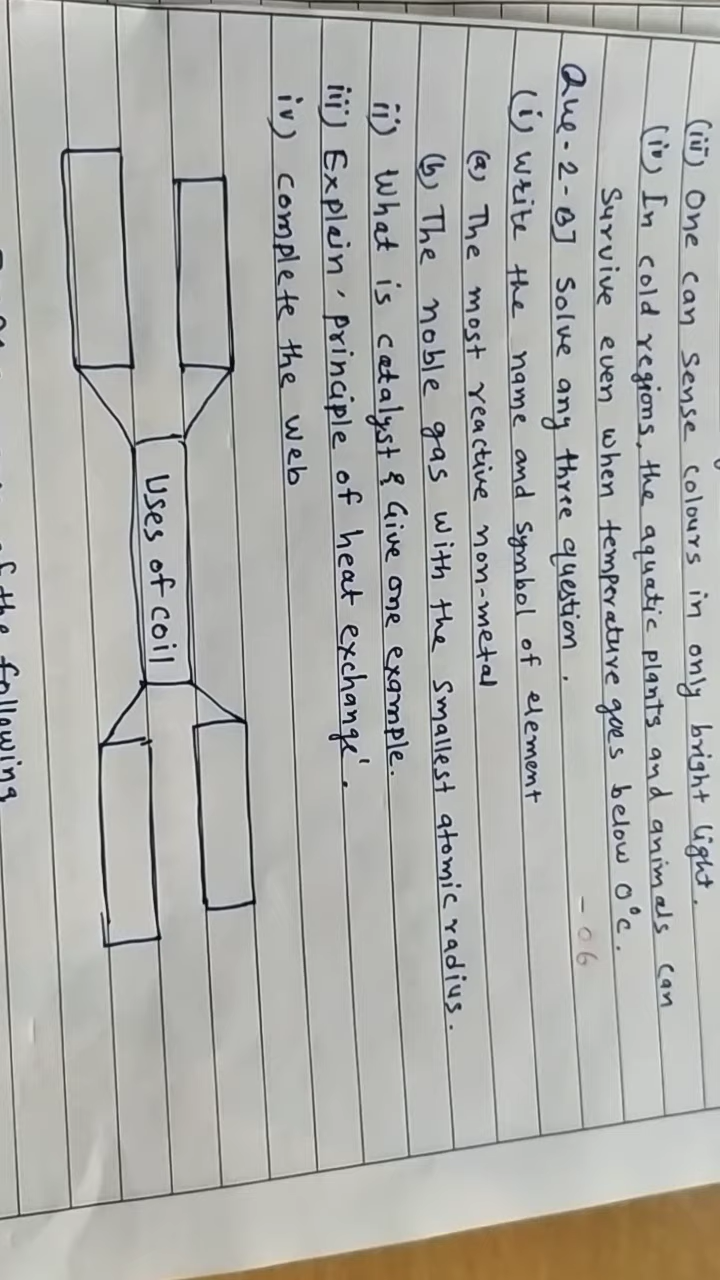 (iii) One can sense colours in only bright light.
(iv) In cold regions, the aquatic plants and animals can
survive even when temperature goes below 0°c.
Que-2-B] Solve any three question. - 06
(i) Write the name and symbol of element
(a) The most reactive non-metal
(b) The noble gas with the smallest atomic radius.
ii) What is catalyst & Give one example.
iii) Explain, 'principle of heat exchange'.
iv) complete the web
Uses of coil
of the following